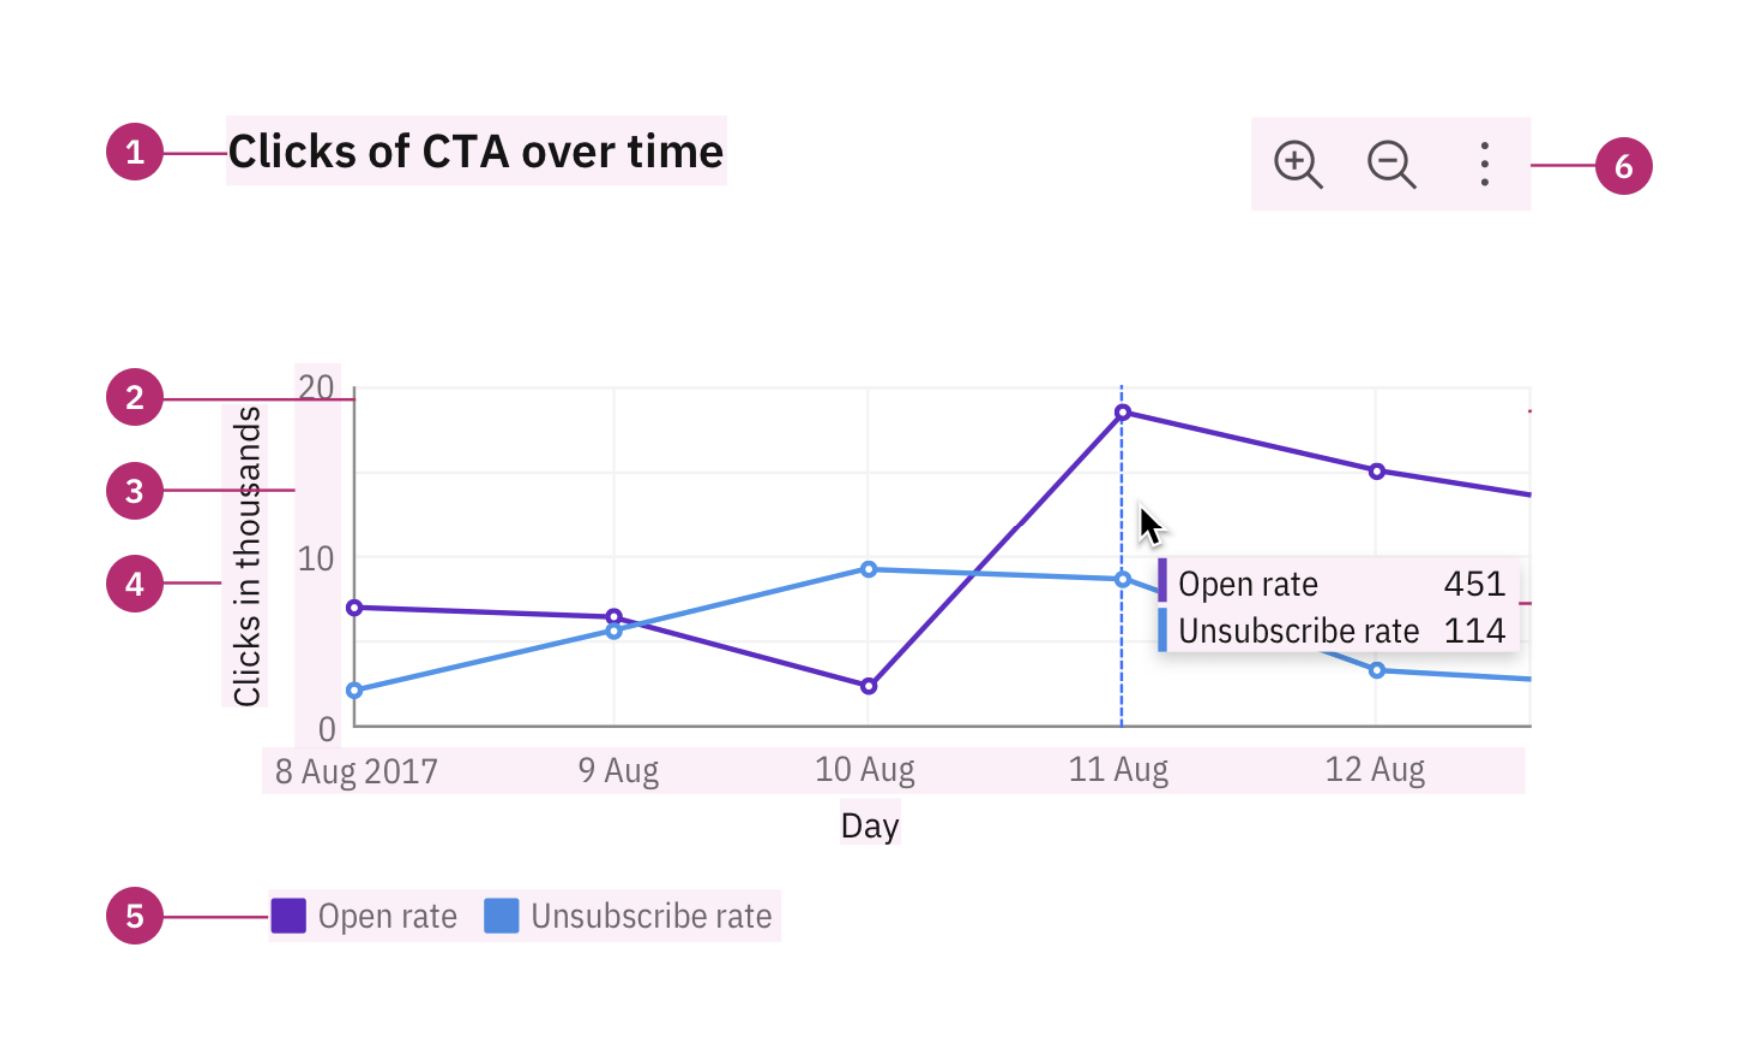 1
Clicks of CTA over time
6
2
3
4
Clicks in thousands
20
10
0
Open rate 451
Unsubscribe rate 114
8 Aug 2017 9 Aug 10 Aug 11 Aug 12 Aug
Day
5
Open rate Unsubscribe rate